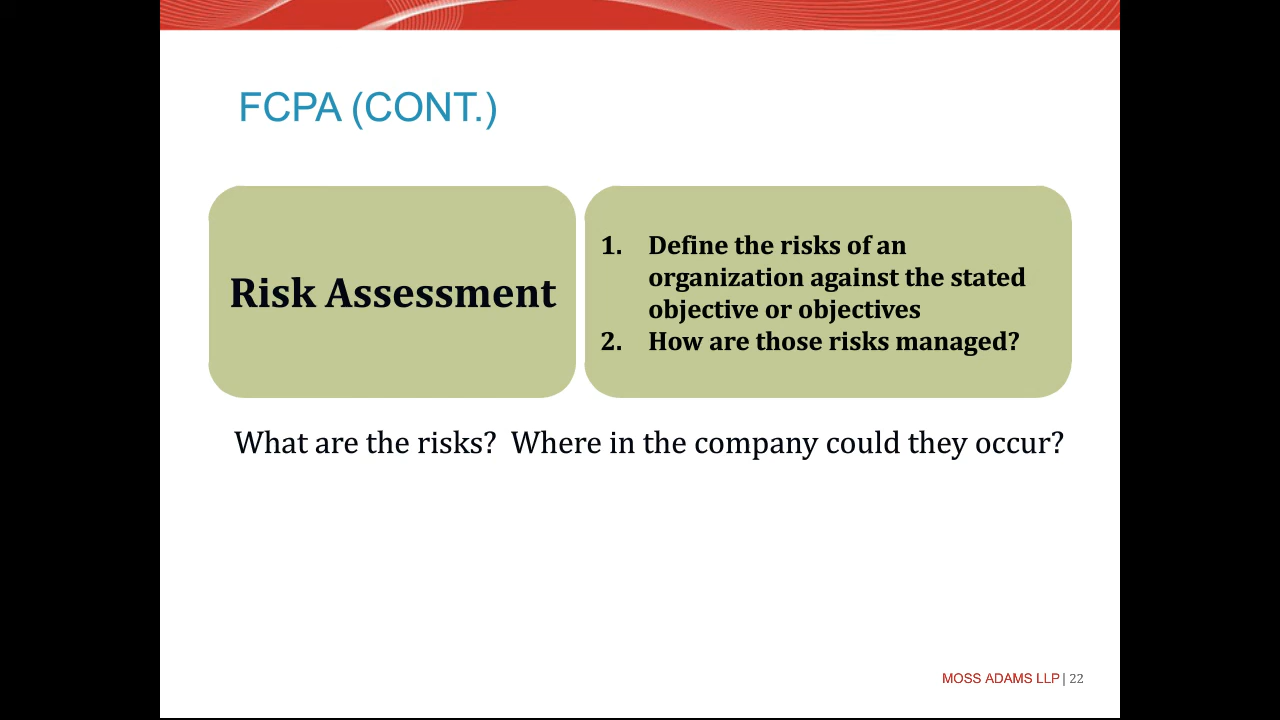 FCPA (CONT.)
Risk Assessment
1. Define the risks of an
organization against the stated
objective or objectives
2. How are those risks managed?
What are the risks?  Where in the company could they occur?
MOSS ADAMS LLP | 22